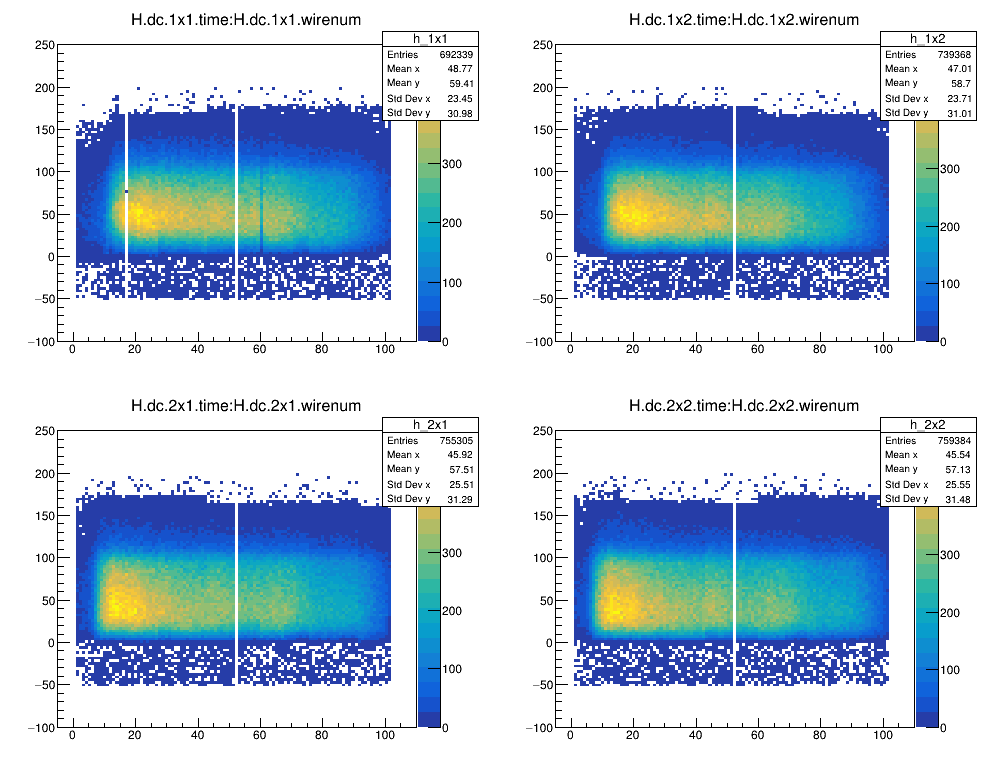 H.dc.1x1.time:H.dc.1x1.wirenum
h_1x1
Entries 692339
Mean x 48.77
Mean y 59.41
Std Dev x 23.45
Std Dev y 30.98
250
200
150
100
50
0
−50
−100
0 20 40 60 80 100
300
200
100
0
H.dc.1x2.time:H.dc.1x2.wirenum
h_1x2
Entries 739368
Mean x 47.01
Mean y 58.7
Std Dev x 23.71
Std Dev y 31.01
250
200
150
100
50
0
−50
−100
0 20 40 60 80 100
300
200
100
0
H.dc.2x1.time:H.dc.2x1.wirenum
h_2x1
Entries 755305
Mean x 45.92
Mean y 57.51
Std Dev x 25.51
Std Dev y 31.29
250
200
150
100
50
0
−50
−100
0 20 40 60 80 100
300
200
100
0
H.dc.2x2.time:H.dc.2x2.wirenum
h_2x2
Entries 759384
Mean x 45.54
Mean y 57.13
Std Dev x 25.55
Std Dev y 31.48
250
200
150
100
50
0
−50
−100
0 20 40 60 80 100
300
200
100
0